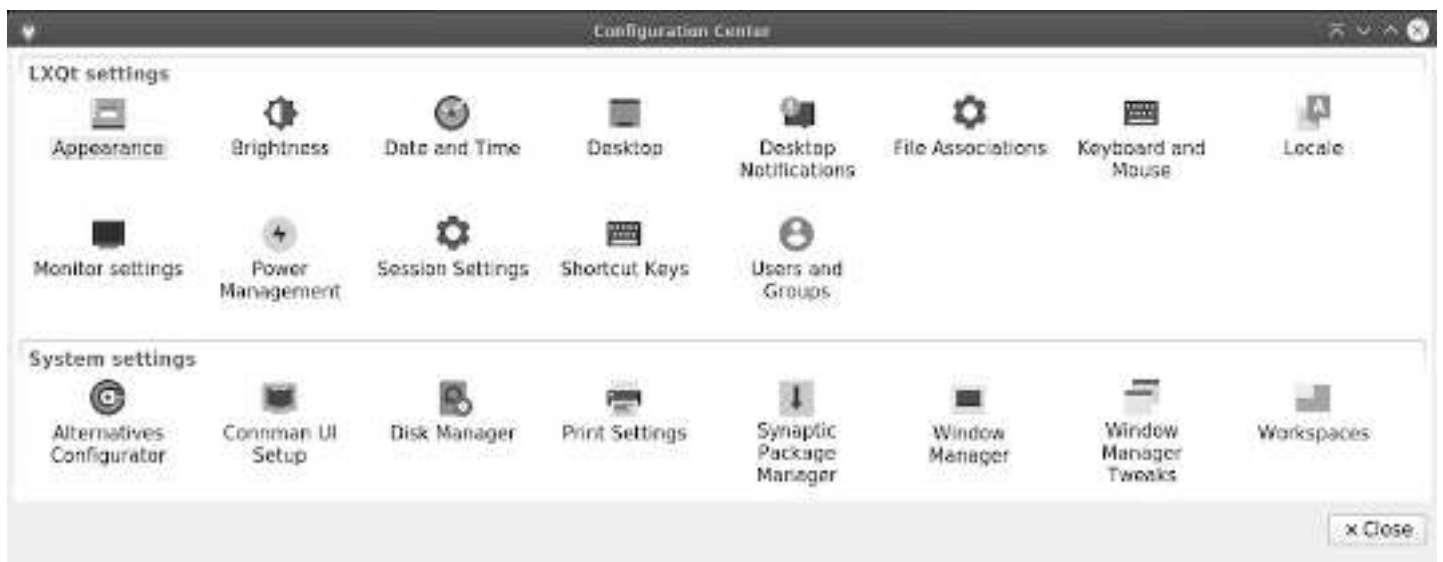 Configuration Center
LXQt settings
Appearance Brightness Date and Time Desktop Desktop File Associations Keyboard and Locale
Notifications Mouse
Monitor settings Power Session Settings Shortcut Keys Users and
Management Groups
System settings
Alternatives Connman UI Disk Manager Print Settings Synaptic Window Window Workspaces
Configurator Setup Package Manager Manager
Manager Tweaks
× Close